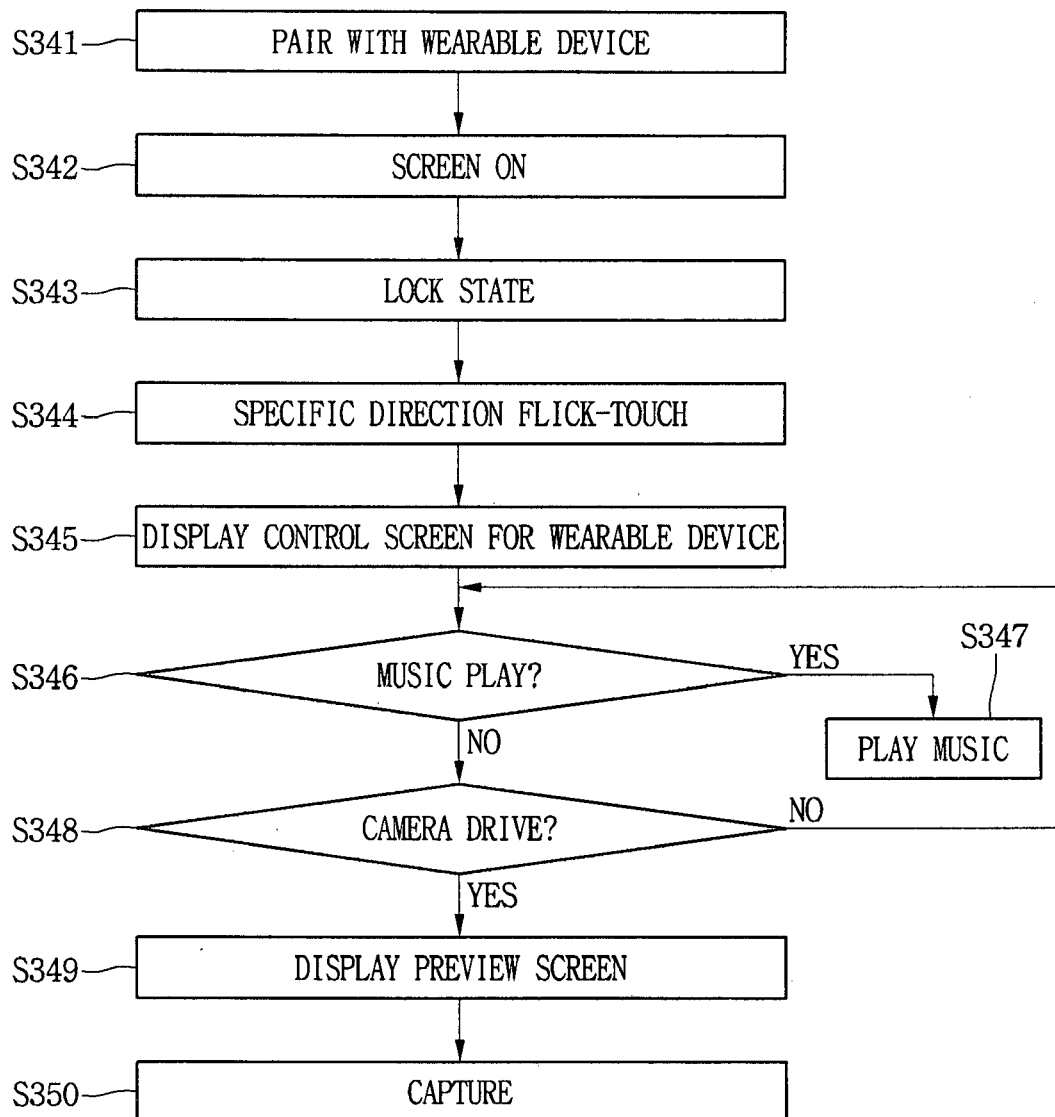 S341
PAIR WITH WEARABLE DEVICE
S342
SCREEN ON
S343
LOCK STATE
S344
SPECIFIC DIRECTION FLICK-TOUCH
S345
DISPLAY CONTROL SCREEN FOR WEARABLE DEVICE
S346
MUSIC PLAY?
YES
S347
PLAY MUSIC
NO
S348
CAMERA DRIVE?
NO
YES
S349
DISPLAY PREVIEW SCREEN
S350
CAPTURE